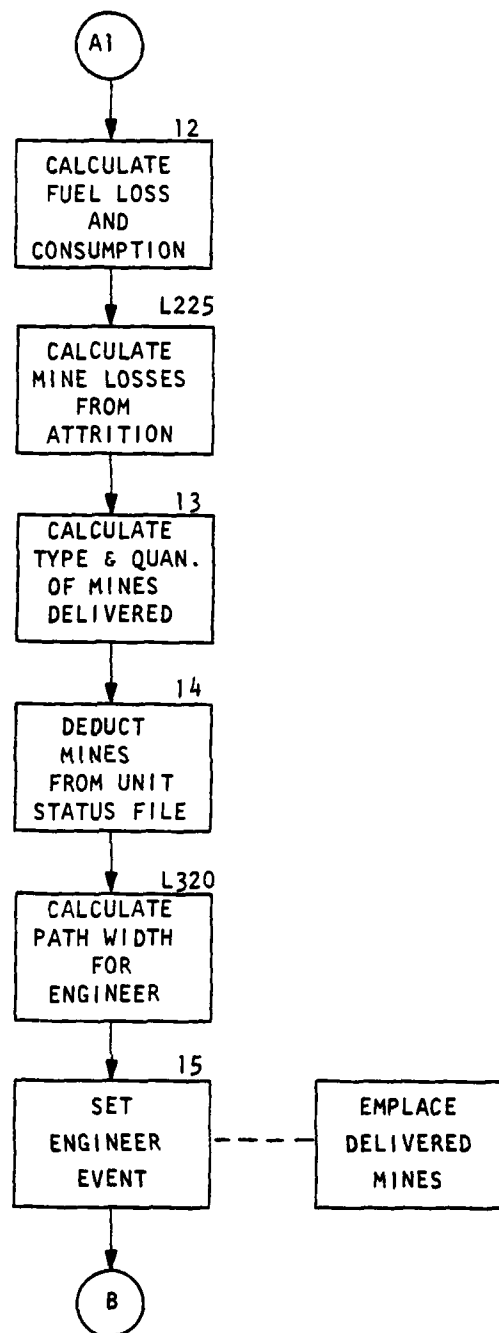 A1
12
CALCULATE
FUEL LOSS
AND
CONSUMPTION
L225
CALCULATE
MINE LOSSES
FROM
ATTRITION
13
CALCULATE
TYPE & QUAN.
OF MINES
DELIVERED
14
DEDUCT
MINES
FROM UNIT
STATUS FILE
L320
CALCULATE
PATH WIDTH
FOR
ENGINEER
15
SET
ENGINEER
EVENT
EMPLACE
DELIVERED
MINES
B